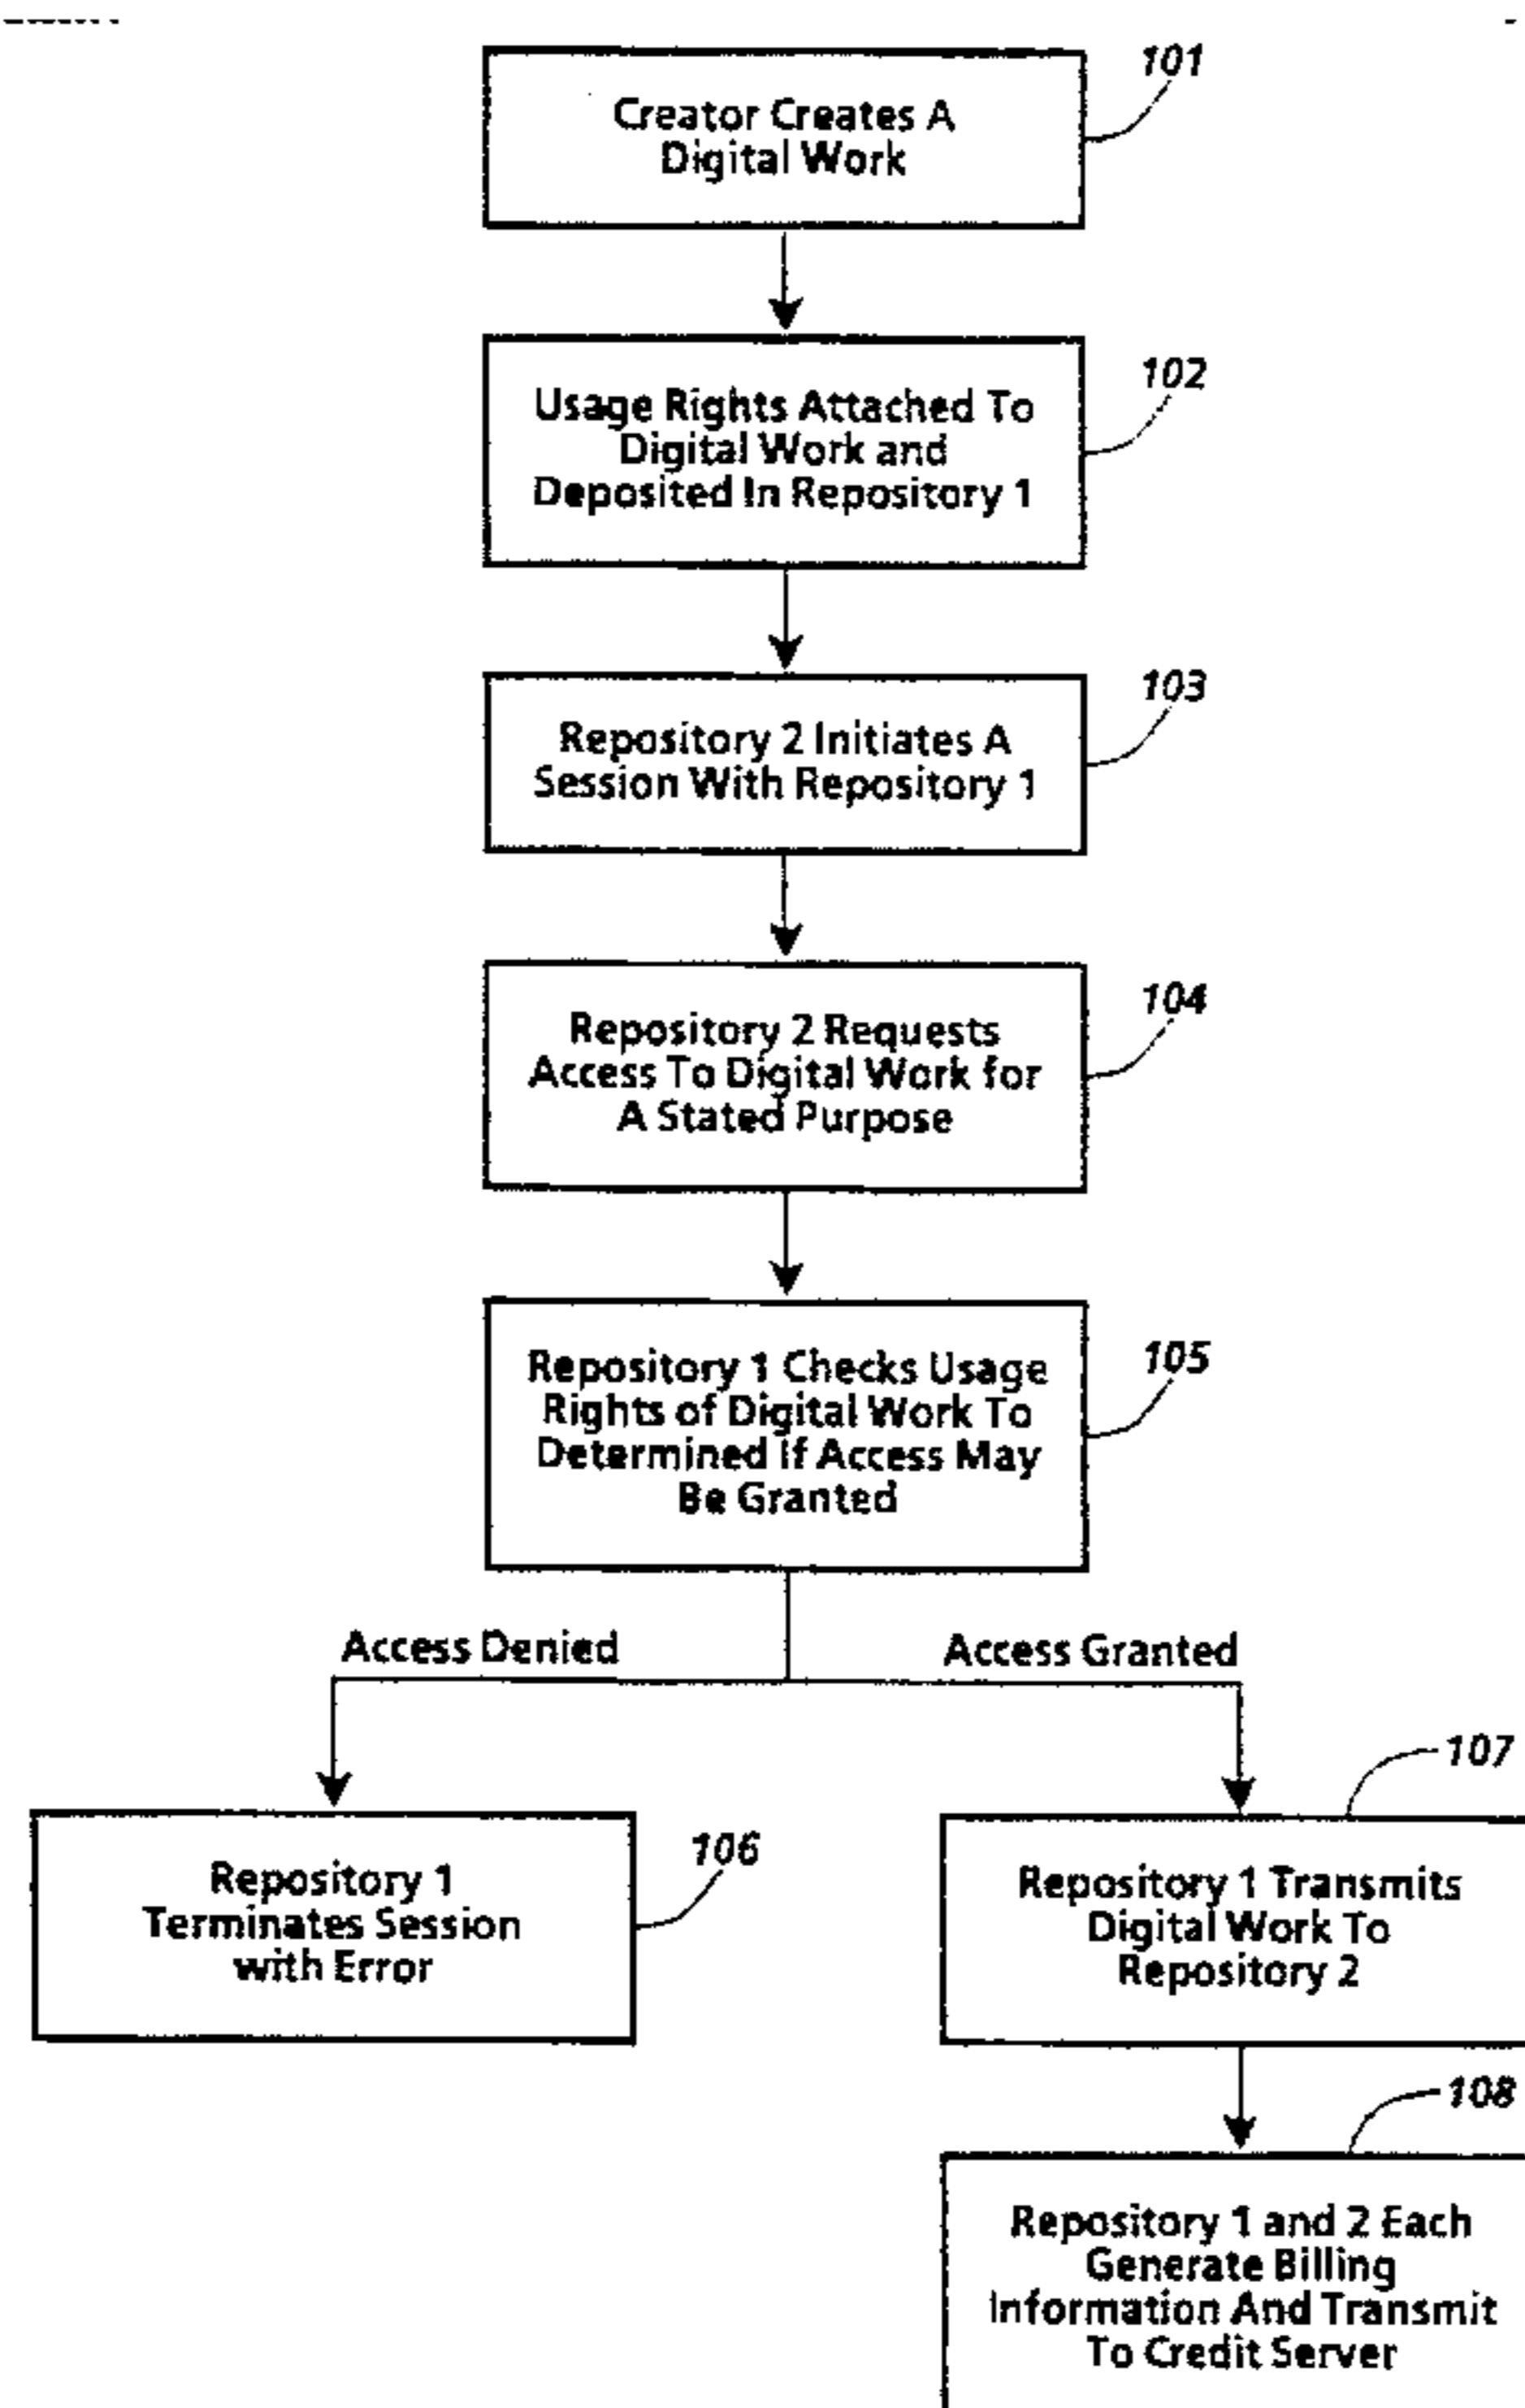 101
Creator Creates A
Digital Work
102
Usage Rights Attached To
Digital Work and
Deposited In Repository 1
103
Repository 2 Initiates A
Session With Repository 1
104
Repository 2 Requests
Access To Digital Work for
A Stated Purpose
105
Repository 1 Checks Usage
Rights of Digital Work To
Determined If Access May
Be Granted
Access Denied
Access Granted
107
106
Repository 1
Terminates Session
with Error
Repository 1 Transmits
Digital Work To
Repository 2
108
Repository 1 and 2 Each
Generate Billing
Information And Transmit
To Credit Server